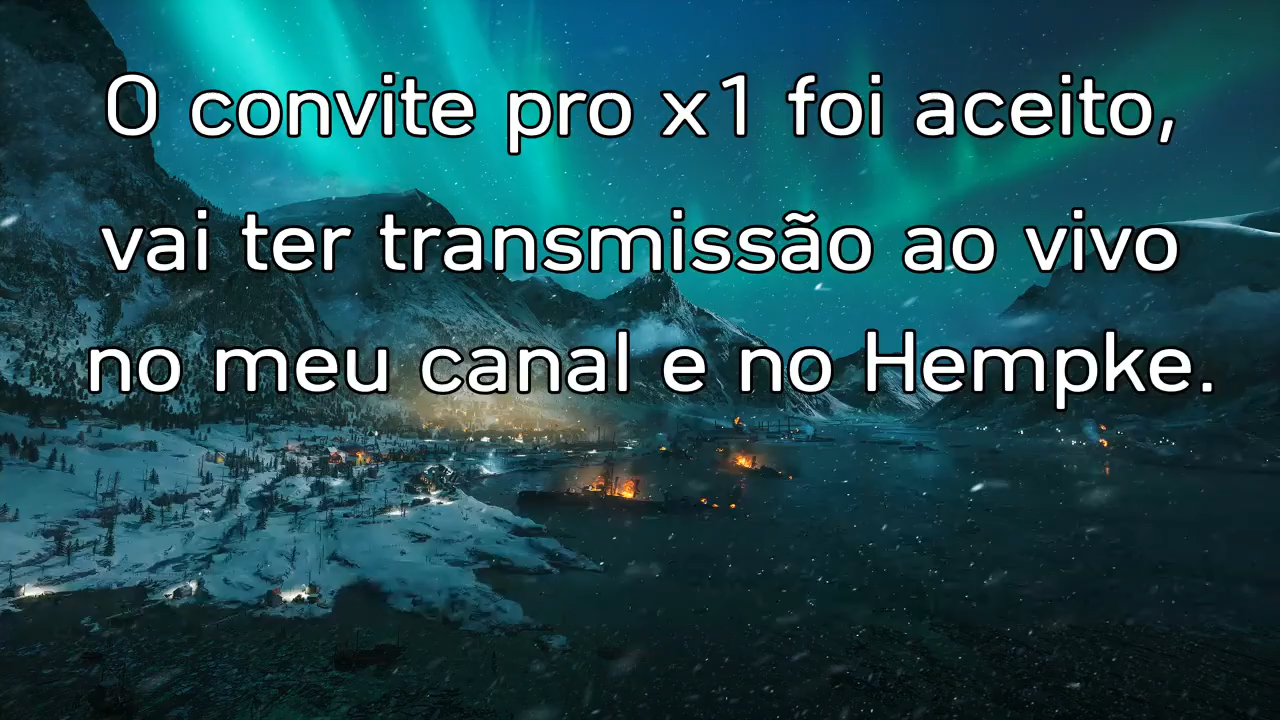 O convite pro x1 foi aceito,
vai ter transmissão ao vivo
no meu canal e no Hempke.